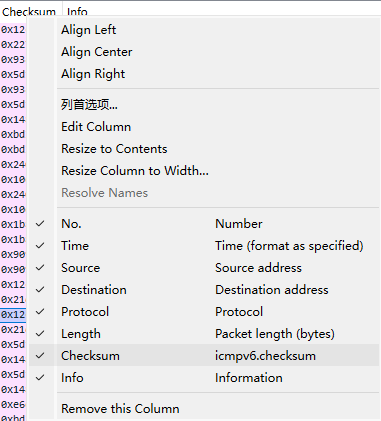 Checksum Info
0x12 Align Left
0x22 Align Center
0x93
0x5d Align Right
0x93
0x5d 列首选项...
0x14 Edit Column
0xbd
0xbd Resize to Contents
0x24 Resize Column to Width...
0x10
0x24 Resolve Names
0x10
0x1b ✓ No. Number
0x1b ✓ Time Time (format as specified)
0x90 ✓ Source Source address
0x90
0x12 ✓ Destination Destination address
0x21
0x12 ✓ Protocol Protocol
0x21 ✓ Length Packet length (bytes)
0x5d
0x14 ✓ Checksum icmpv6.checksum
0x5d ✓ Info Information
0x14
0xe6 Remove this Column
0xbd